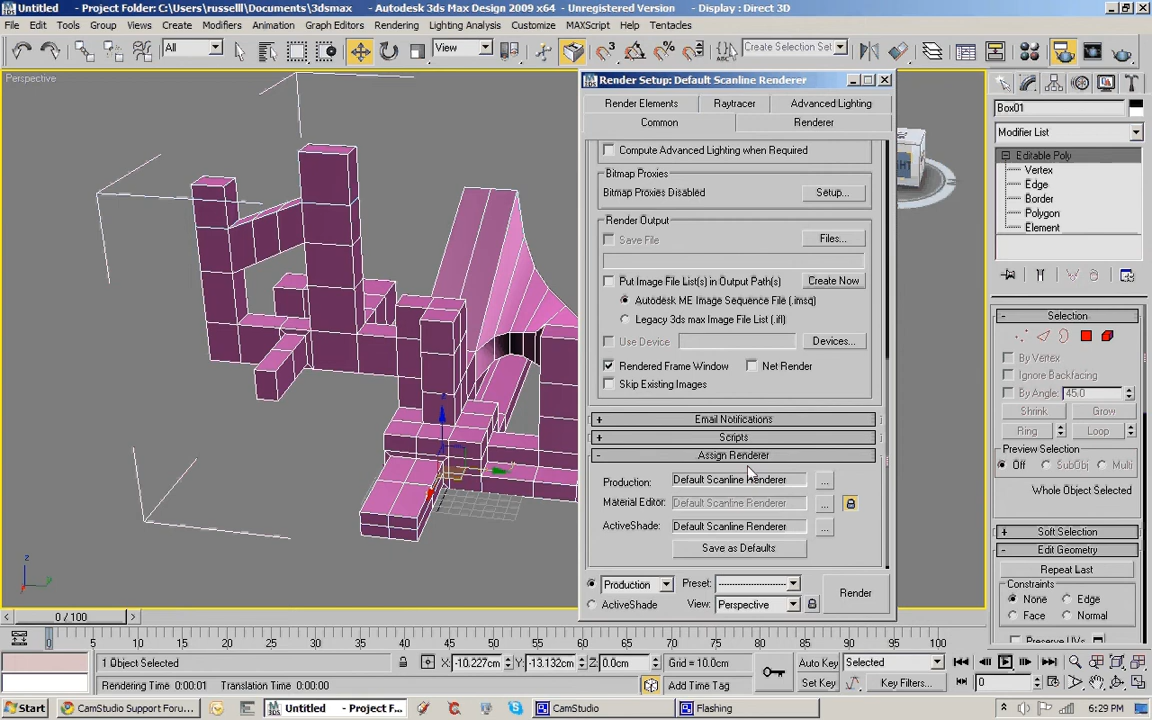 Untitled - Project Folder: C:\Users\russelll\Documents\3dsmax - Autodesk 3ds Max Design 2009 x64 - Unregistered Version - Display : Direct 3D
File Edit Tools Group Views Create Modifiers Animation Graph Editors Rendering Lighting Analysis Customize MAXScript Help Tentacles
All View Create Selection Set
Perspective
Render Setup: Default Scanline Renderer
Render Elements Raytracer Advanced Lighting
Common Renderer
Compute Advanced Lighting when Required
Bitmap Proxies
Bitmap Proxies Disabled Setup...
Render Output
Save File Files...
Put Image File List(s) in Output Path(s) Create Now
Autodesk ME Image Sequence File (.imsq)
Legacy 3ds max Image File List (.ifl)
Use Device Devices...
Rendered Frame Window Net Render
Skip Existing Images
+ Email Notifications
+ Scripts
- Assign Renderer
Production: Default Scanline Renderer ...
Material Editor: Default Scanline Renderer ...
ActiveShade: Default Scanline Renderer ...
Save as Defaults
Production Preset: -------------------- Render
ActiveShade View: Perspective
Box01
Modifier List
Editable Poly
Vertex
Edge
Border
Polygon
Element
- Selection
By Vertex
Ignore Backfacing
By Angle: 45.0
Shrink Grow
Ring Loop
Preview Selection
Off SubObj Multi
Whole Object Selected
+ Soft Selection
- Edit Geometry
Repeat Last
Constraints
None Edge
Face Normal
Preserve UVs
z
y
0 / 100
0 5 10 15 20 25 30 35 40 45 50 55 60 65 70 75 80 85 90 95 100
1 Object Selected X: -10.227cm Y: -13.132cm Z: 0.0cm Grid = 10.0cm Auto Key Selected
Rendering Time 0:00:01 Translation Time 0:00:00 Add Time Tag Set Key Key Filters... 0
Start CamStudio Support Foru... Untitled - Project F... CamStudio Flashing 6:29 PM